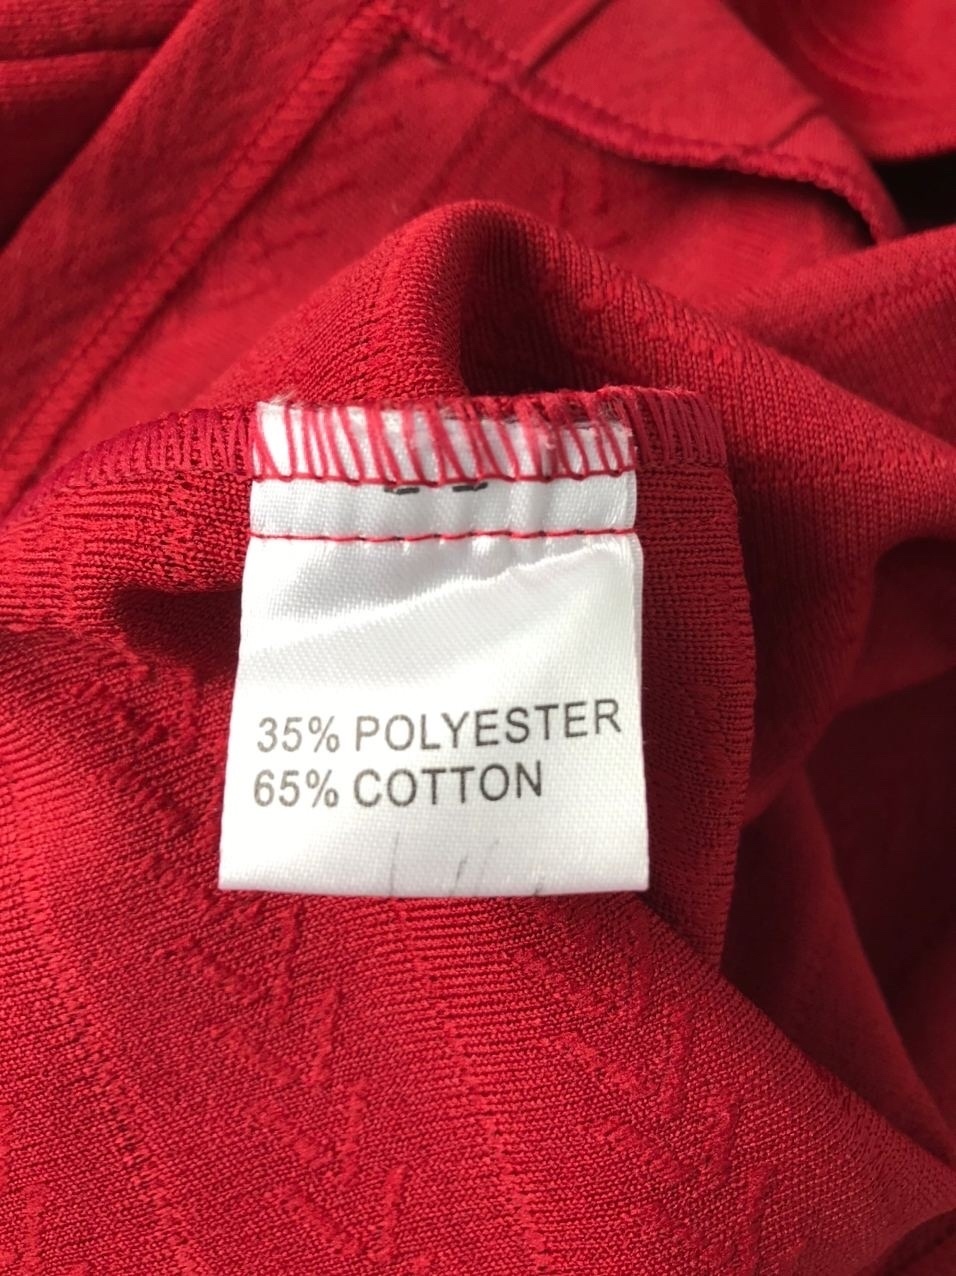 35% POLYESTER
65% COTTON